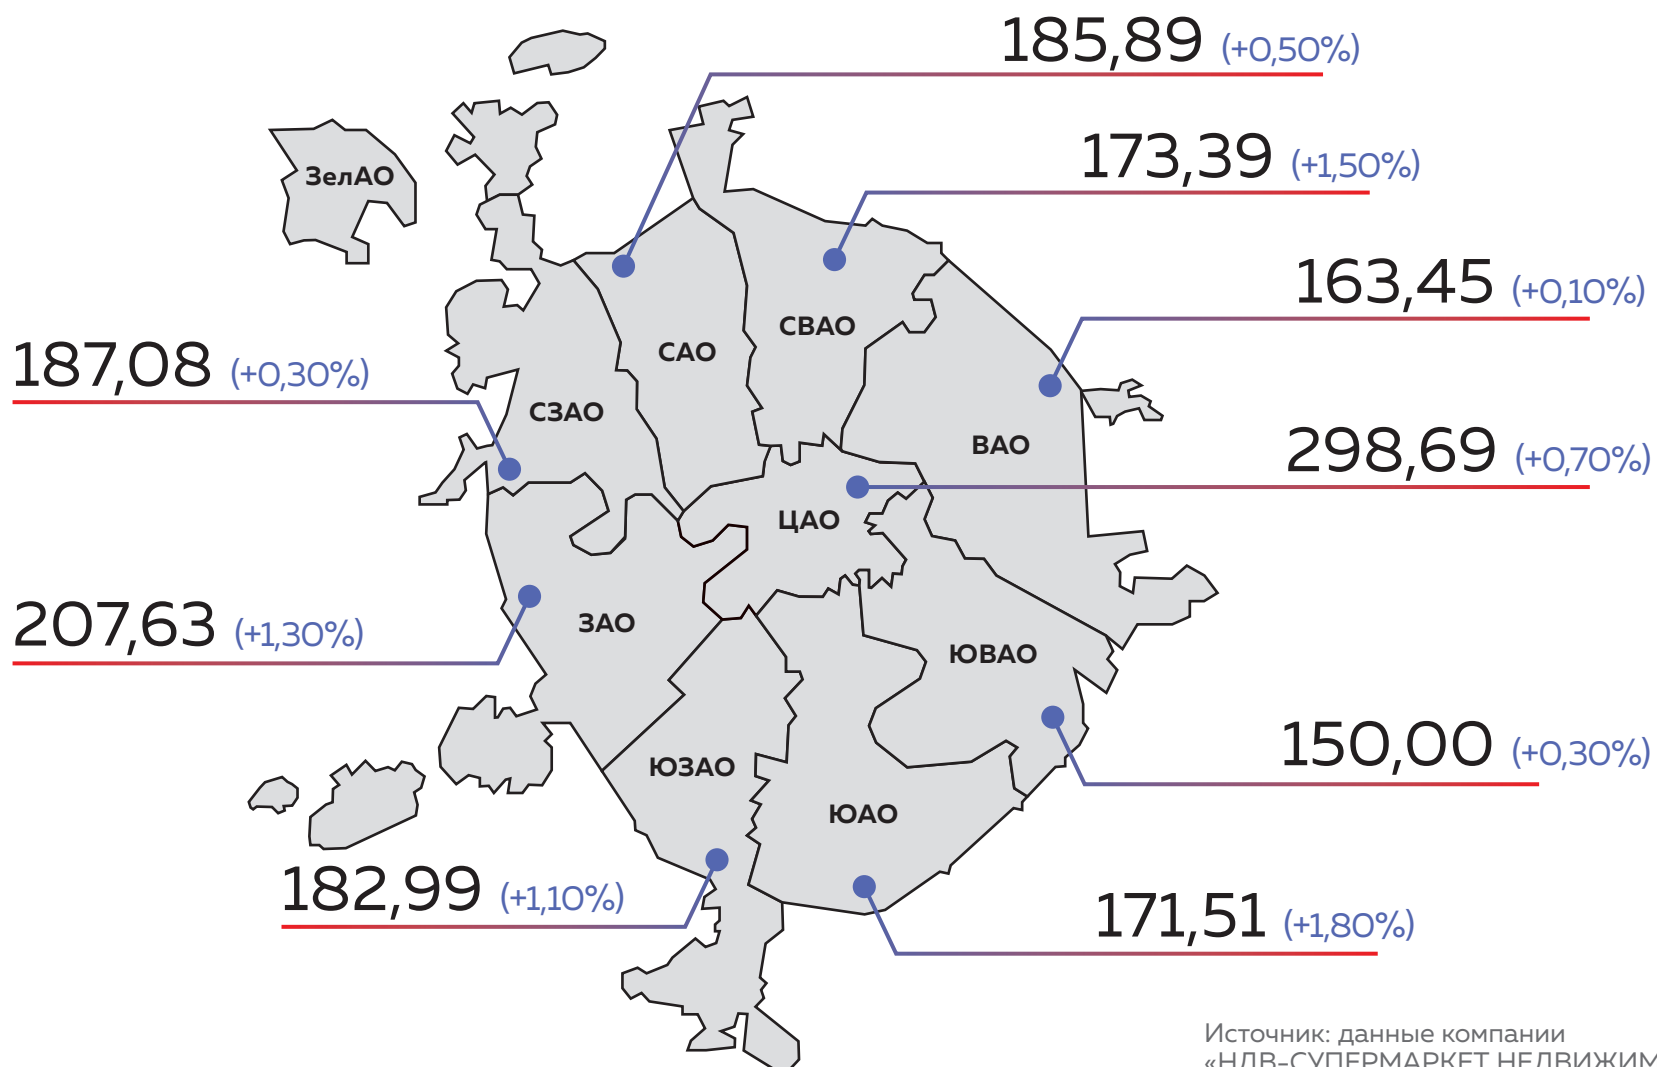 185,89 (+0,50%)
173,39 (+1,50%)
ЗелАО
163,45 (+0,10%)
СВАО
САО
187,08 (+0,30%)
СЗАО
ВАО
298,69 (+0,70%)
ЦАО
207,63 (+1,30%)
ЗАО
ЮВАО
150,00 (+0,30%)
ЮЗАО
ЮАО
182,99 (+1,10%)
171,51 (+1,80%)
Источник: данные компании
«НДВ-СУПЕРМАРКЕТ